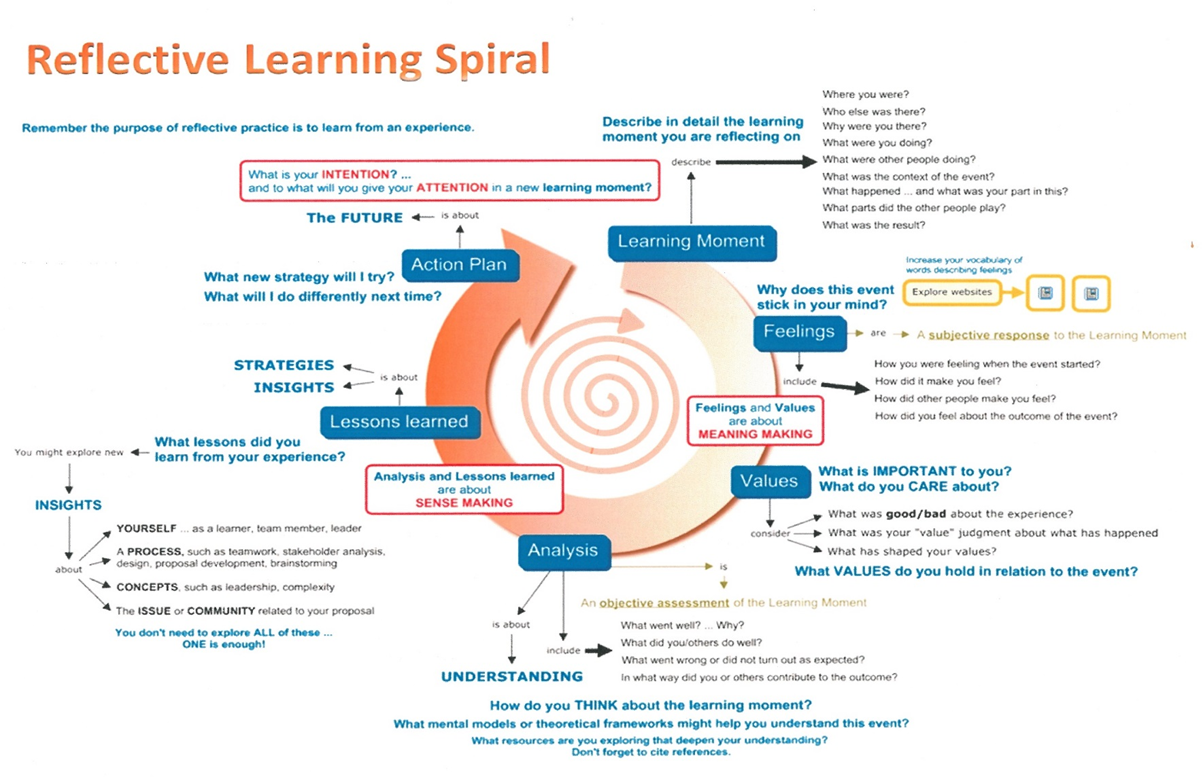 Reflective Learning Spiral
Remember the purpose of reflective practice is to learn from an experience.
Describe in detail the learning
moment you are reflecting on
describe
Where you were?
Who else was there?
Why were you there?
What were you doing?
What were other people doing?
What was the context of the event?
What happened ... and what was your part in this?
What parts did the other people play?
What was the result?
Learning Moment
Increase your vocabulary of
words describing feelings
Explore websites
Why does this event
stick in your mind?
Feelings
are
A subjective response to the Learning Moment
include
How you were feeling when the event started?
How did it make you feel?
How did other people make you feel?
How did you feel about the outcome of the event?
Feelings and Values
are about
MEANING MAKING
Values
What is IMPORTANT to you?
What do you CARE about?
consider
What was good/bad about the experience?
What was your "value" judgment about what has happened
What has shaped your values?
What VALUES do you hold in relation to the event?
Analysis
is
An objective assessment of the Learning Moment
is about
UNDERSTANDING
include
What went well? ... Why?
What did you/others do well?
What went wrong or did not turn out as expected?
In what way did you or others contribute to the outcome?
How do you THINK about the learning moment?
What mental models or theoretical frameworks might help you understand this event?
What resources are you exploring that deepen your understanding?
Don't forget to cite references.
Analysis and Lessons learned
are about
SENSE MAKING
Lessons learned
is about
STRATEGIES
INSIGHTS
What lessons did you
learn from your experience?
You might explore new
INSIGHTS
about
YOURSELF ... as a learner, team member, leader
A PROCESS, such as teamwork, stakeholder analysis,
design, proposal development, brainstorming
CONCEPTS, such as leadership, complexity
The ISSUE or COMMUNITY related to your proposal
You don't need to explore ALL of these ...
ONE is enough!
Action Plan
is about
The FUTURE
What is your INTENTION? ...
and to what will you give your ATTENTION in a new learning moment?
What new strategy will I try?
What will I do differently next time?